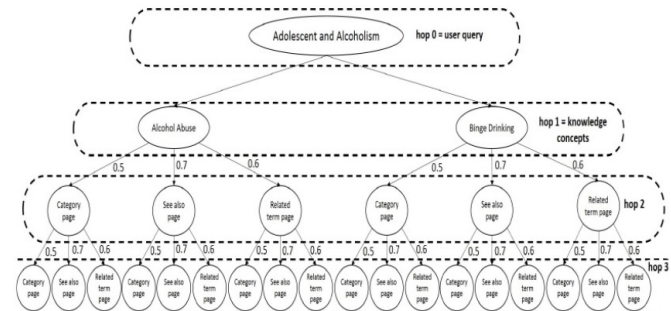 Adolescent and Alcoholism
hop 0 = user query
Alcohol Abuse
Binge Drinking
hop 1 = knowledge
concepts
0.5
0.7
0.6
0.5
0.7
0.6
Category
page
See also
page
Related
term page
Category
page
See also
page
Related
term page
hop 2
0.5
0.7
0.6
0.5
0.7
0.6
0.5
0.7
0.6
0.5
0.7
0.6
0.5
0.7
0.6
0.5
0.7
0.6
hop 3
Category
page
See also
page
Related
term page
Category
page
See also
page
Related
term page
Category
page
See also
page
Related
term page
Category
page
See also
page
Related
term page
Category
page
See also
page
Related
term page
Category
page
See also
page
Related
term page